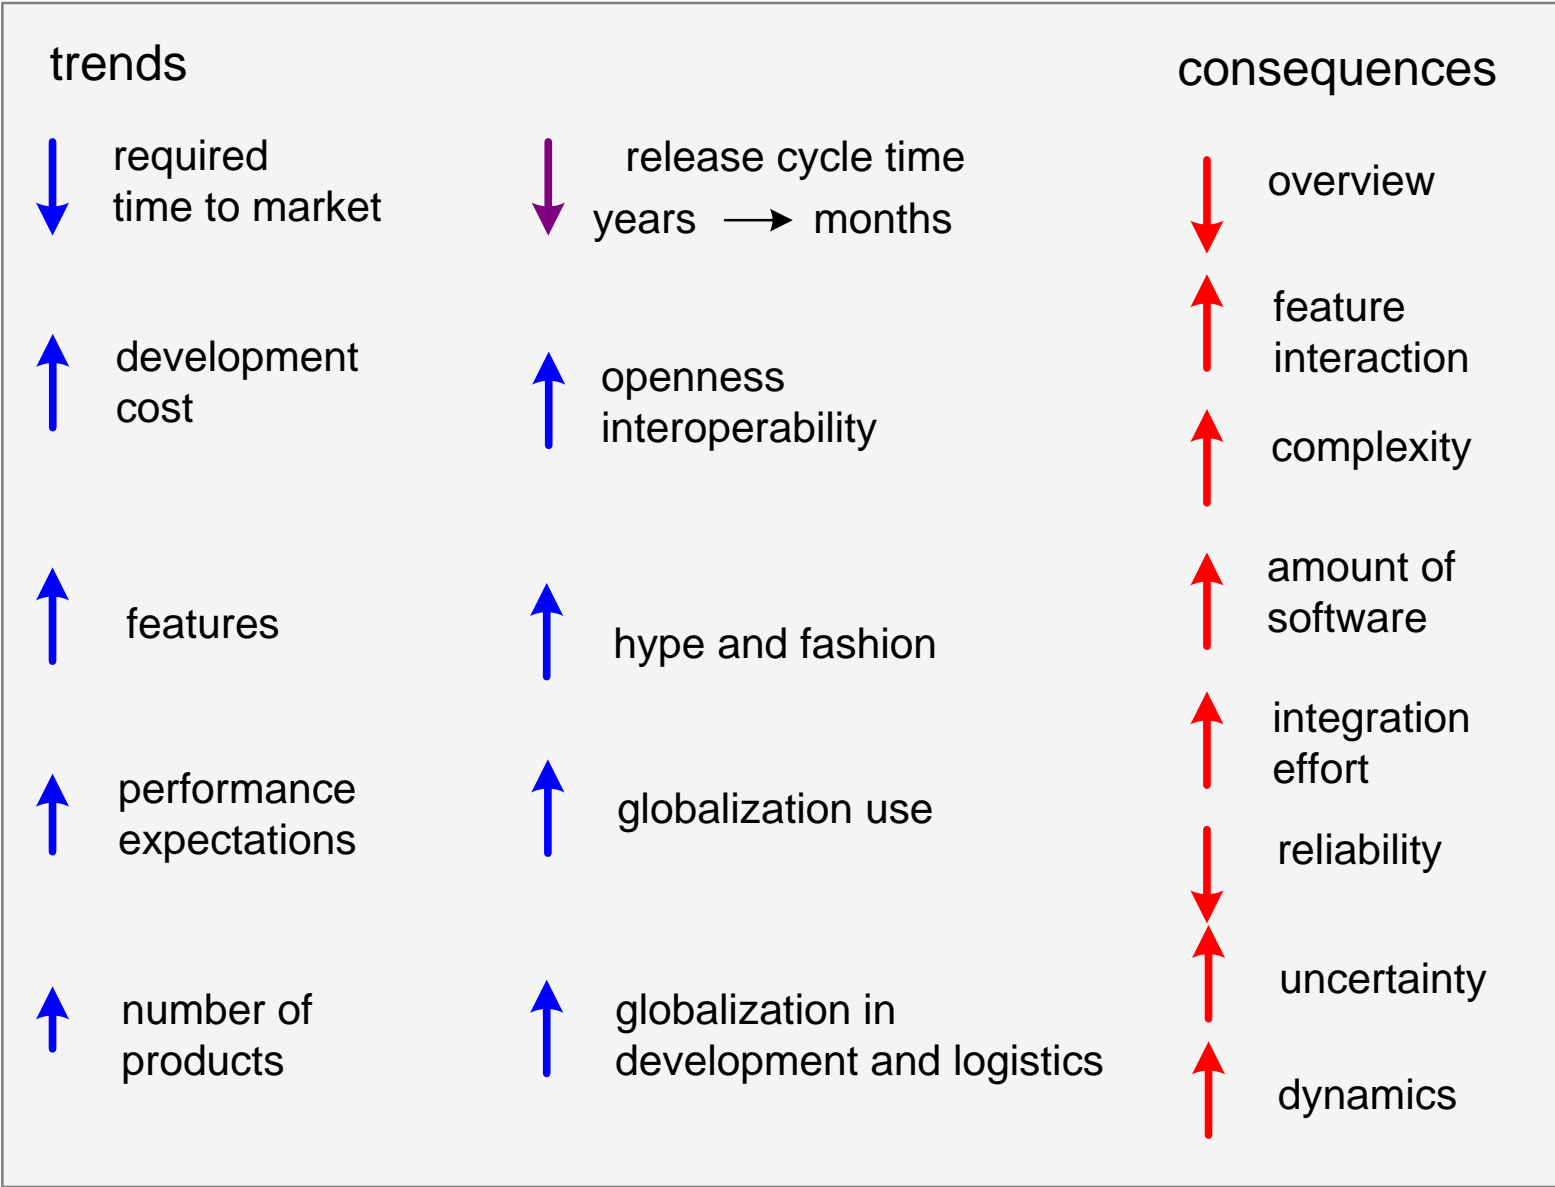 trends
required
time to market
development
cost
features
performance
expectations
number of
products
release cycle time
years months
openness
interoperability
hype and fashion
globalization use
globalization in
development and logistics
consequences
overview
feature
interaction
complexity
amount of
software
integration
effort
reliability
uncertainty
dynamics